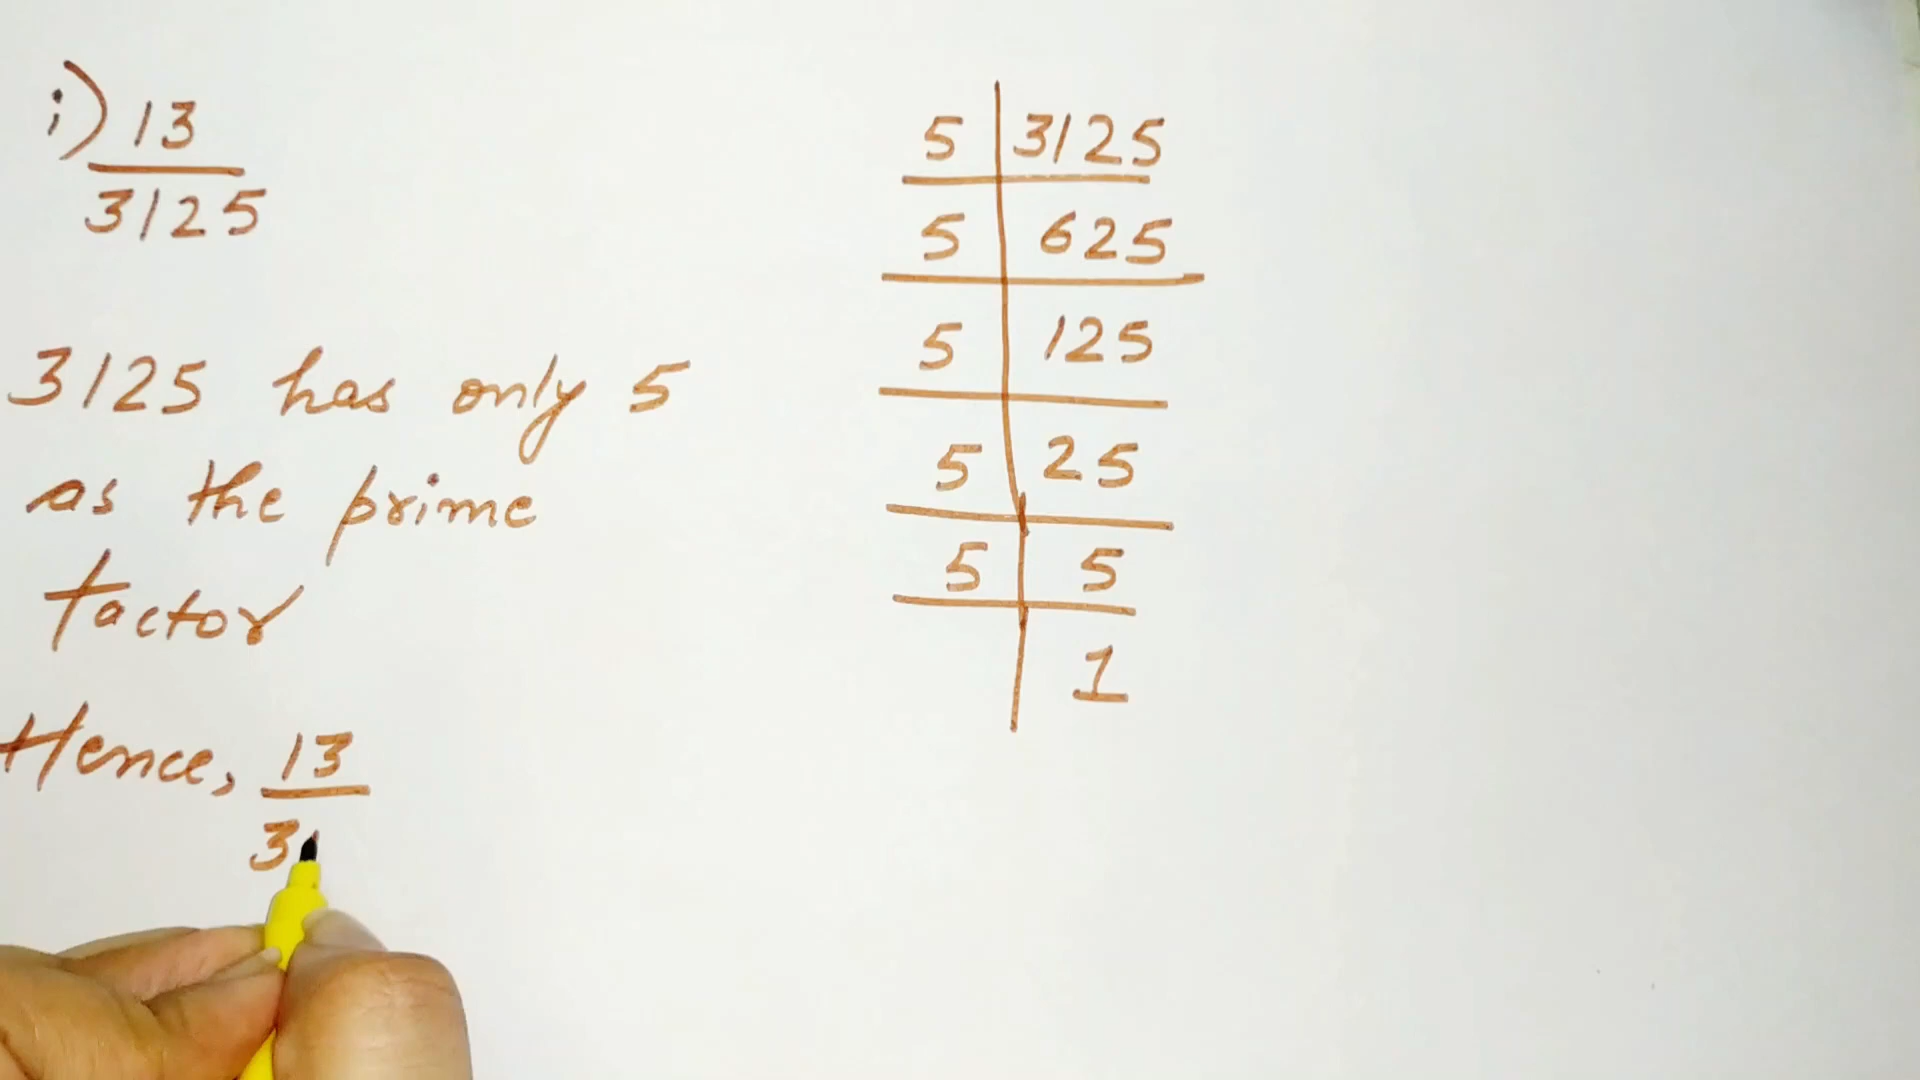 i) 13
3125
3125 has only 5
as the prime
factor
Hence, 13
3
5 3125
5 625
5 125
5 25
5 5
1